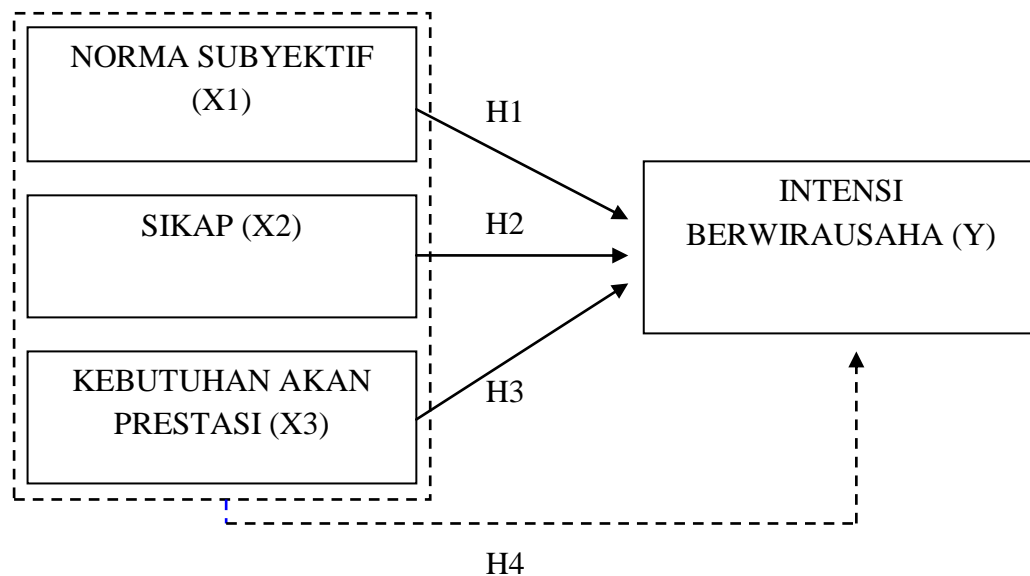 NORMA SUBYEKTIF
(X1)
H1
SIKAP (X2)
H2
KEBUTUHAN AKAN
PRESTASI (X3)
H3
INTENSI
BERWIRAUSAHA (Y)
H4